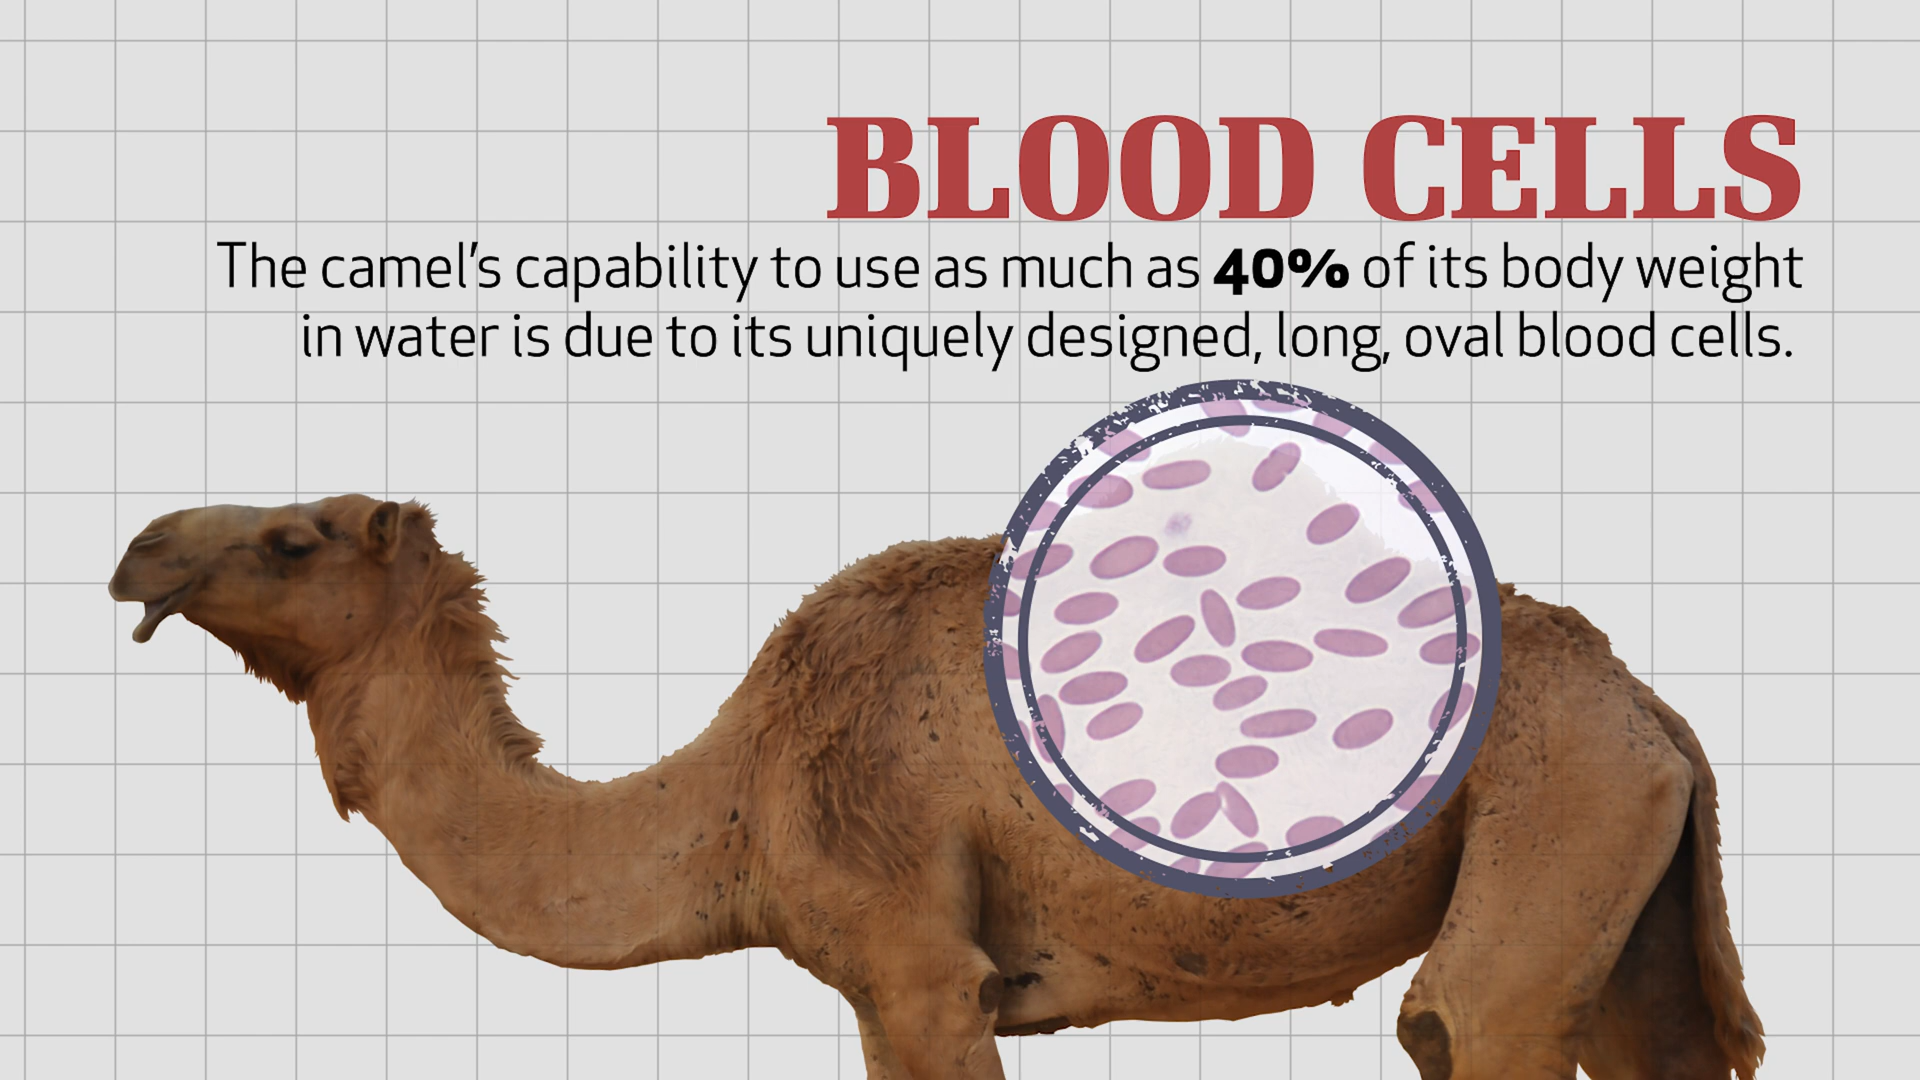 BLOOD CELLS
The camel's capability to use as much as 40% of its body weight
in water is due to its uniquely designed, long, oval blood cells.